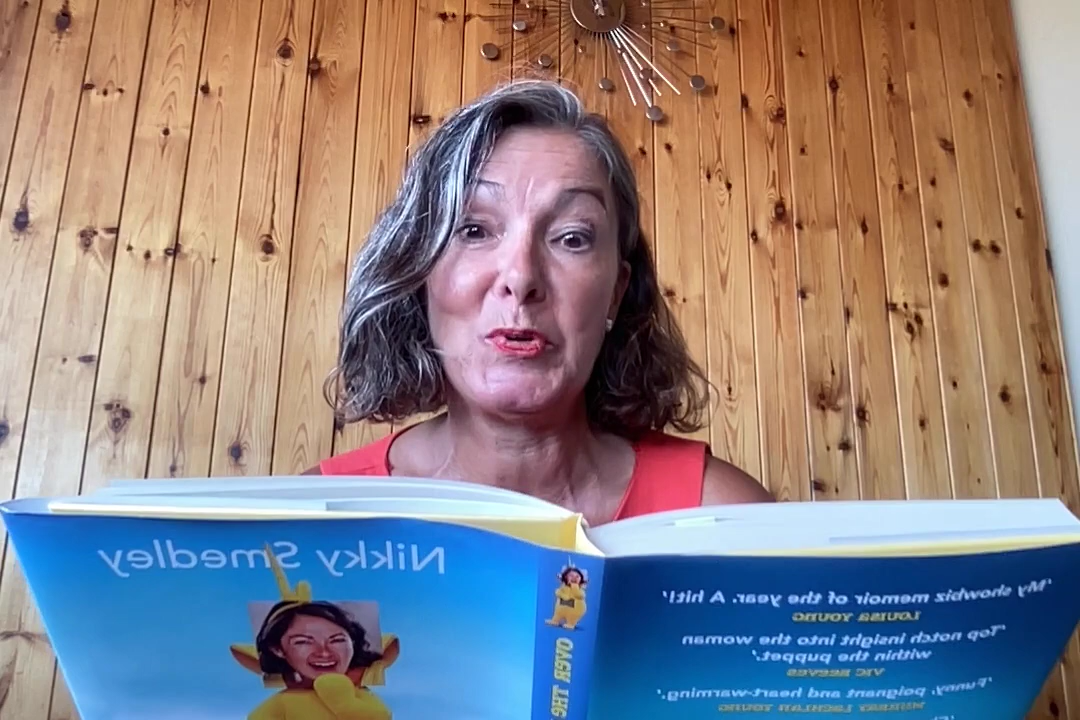 Nikky Smedley
OVER THE
'My showbiz memoir of the year. A hit!'
LOUISA YOUNG
'Top notch insight into the woman
within the puppet.'
VIC REEVES
'Funny, poignant and heart-warming.'
MURRAY LACHLAN YOUNG